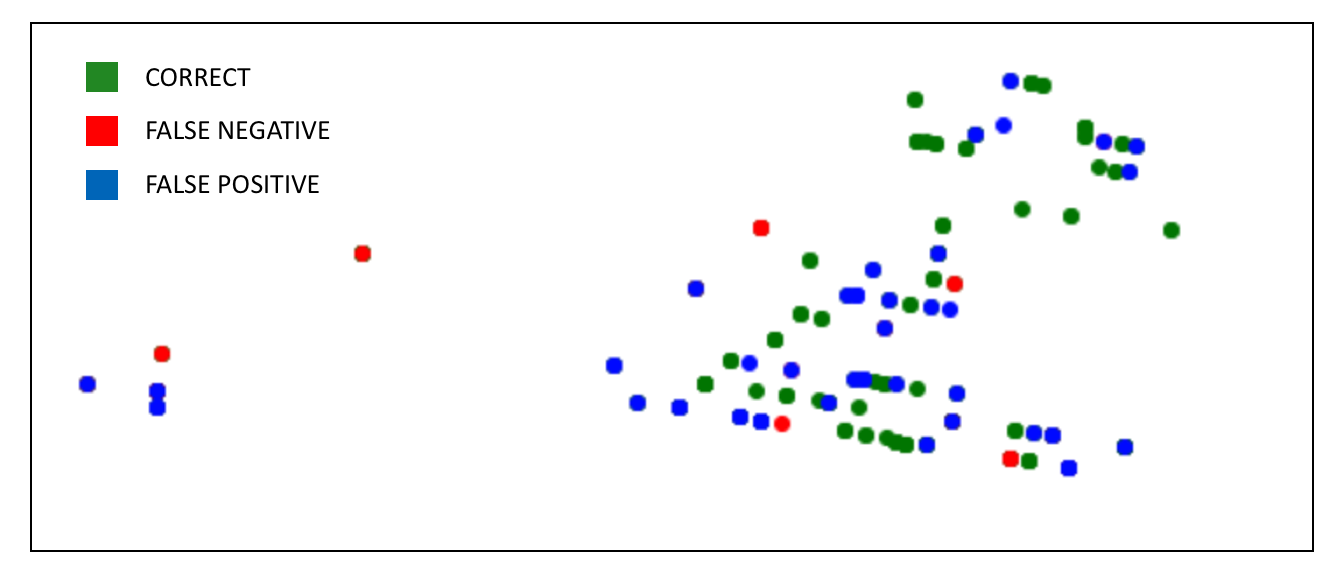 CORRECT
FALSE NEGATIVE
FALSE POSITIVE